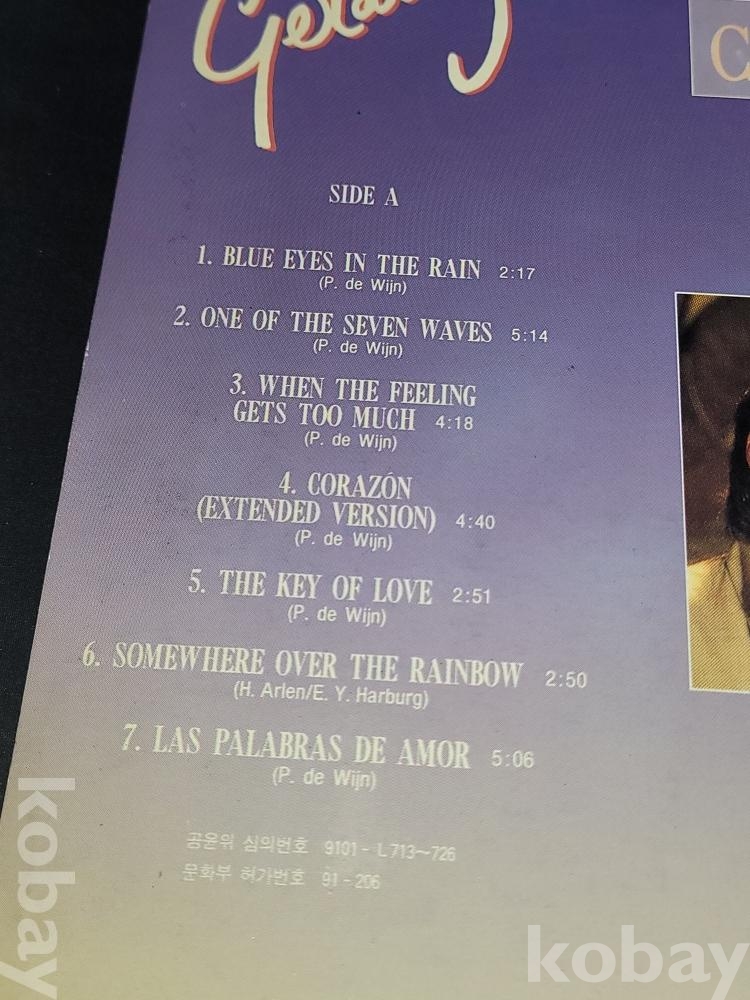 SIDE A
1. BLUE EYES IN THE RAIN 2:17
(P. de Wijn)
2. ONE OF THE SEVEN WAVES 5:14
(P. de Wijn)
3. WHEN THE FEELING
GETS TOO MUCH 4:18
(P. de Wijn)
4. CORAZÓN
(EXTENDED VERSION) 4:40
(P. de Wijn)
5. THE KEY OF LOVE 2:51
(P. de Wijn)
6. SOMEWHERE OVER THE RAINBOW 2:50
(H. Arlen/E. Y. Harburg)
7. LAS PALABRAS DE AMOR 5:06
(P. de Wijn)
공윤위 심의번호 9101-L713~726
문화부 허가번호 91-206
kobay
kobay